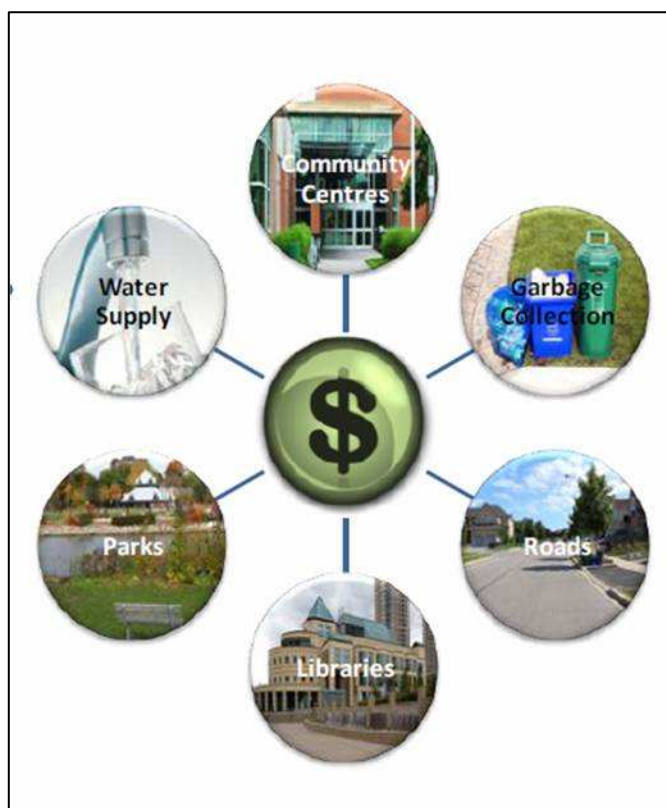 Community
Centres
Garbage
Collection
Roads
Libraries
Parks
Water
Supply
$